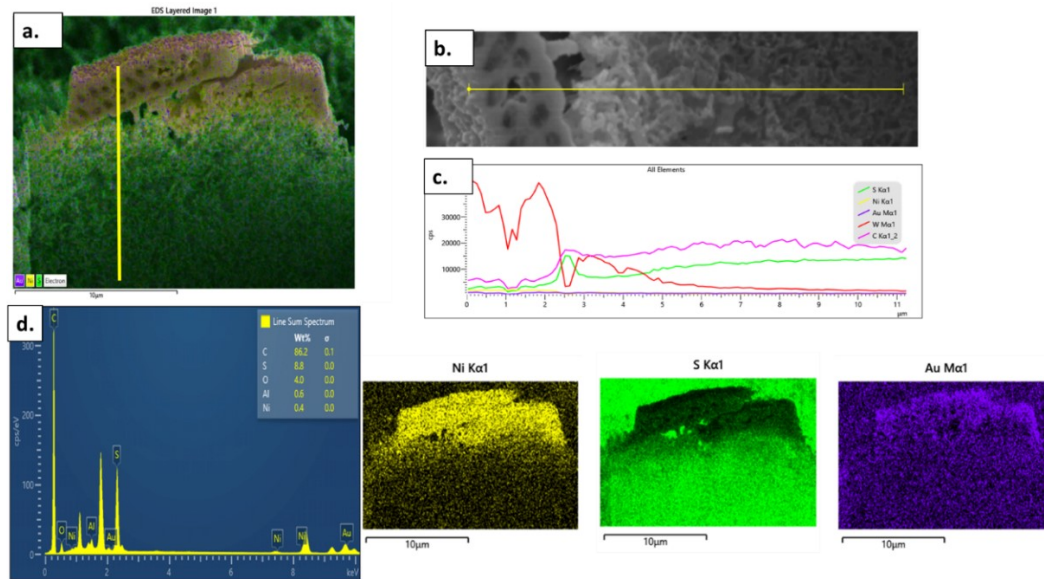 EDS Layered Image 1
a.
Au Ni S Electron
10μm
b.
c.
All Elements
cps
30000
20000
10000
0 1 2 3 4 5 6 7 8 9 10 11
μm
S Kα1
Ni Kα1
Au Mα1
W Mα1
C Kα1_2
d.
Line Sum Spectrum
Wt% σ
C 86.2 0.1
S 8.8 0.0
O 4.0 0.0
Al 0.6 0.0
Ni 0.4 0.0
cps/eV
300
200
100
0
C
O Ni Al Au S Ni Ni Au
0 2 4 6 8 keV
Ni Kα1
10μm
S Kα1
10μm
Au Mα1
10μm